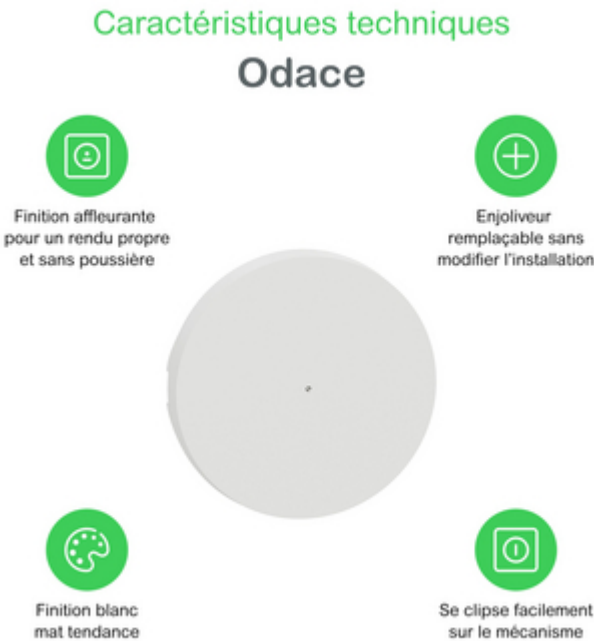 Caractéristiques techniques
Odace
Finition affleurante
pour un rendu propre
et sans poussière
Enjoliveur
remplaçable sans
modifier l'installation
Finition blanc
mat tendance
Se clipse facilement
sur le mécanisme